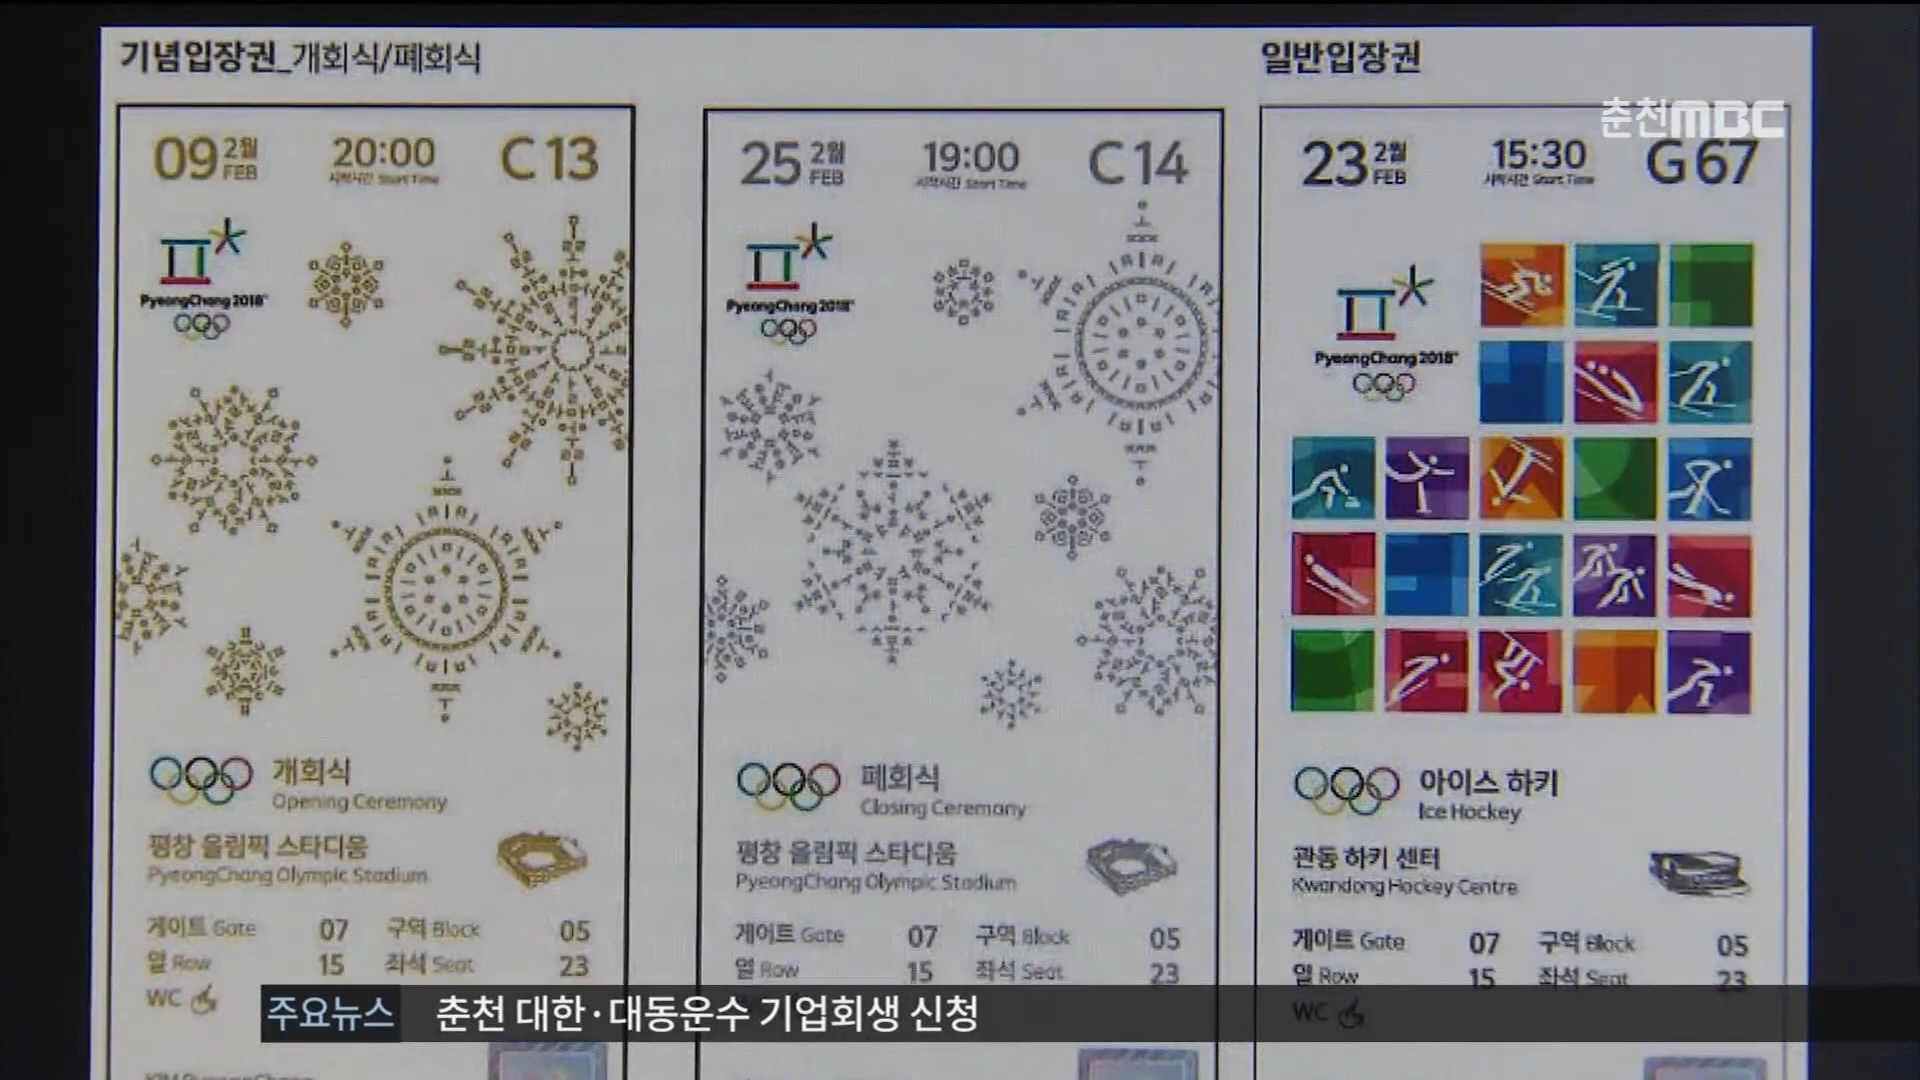 기념입장권_개회식/폐회식
일반입장권
춘천MBC
09 2월 FEB
20:00
시작시간 Start Time
C 13
PyeongChang 2018
개회식
Opening Ceremony
평창 올림픽 스타디움
PyeongChang Olympic Stadium
게이트 Gate 07 구역 Block 05
열 Row 15 좌석 Seat 23
WC
25 2월 FEB
19:00
시작시간 Start Time
C 14
PyeongChang 2018
폐회식
Closing Ceremony
평창 올림픽 스타디움
PyeongChang Olympic Stadium
게이트 Gate 07 구역 Block 05
열 Row 15 좌석 Seat 23
23 2월 FEB
15:30
시작시간 Start Time
G 67
PyeongChang 2018
아이스 하키
Ice Hockey
관동 하키 센터
Kwandong Hockey Centre
게이트 Gate 07 구역 Block 05
열 Row 15 좌석 Seat 23
WC
주요뉴스 춘천 대한·대동운수 기업회생 신청